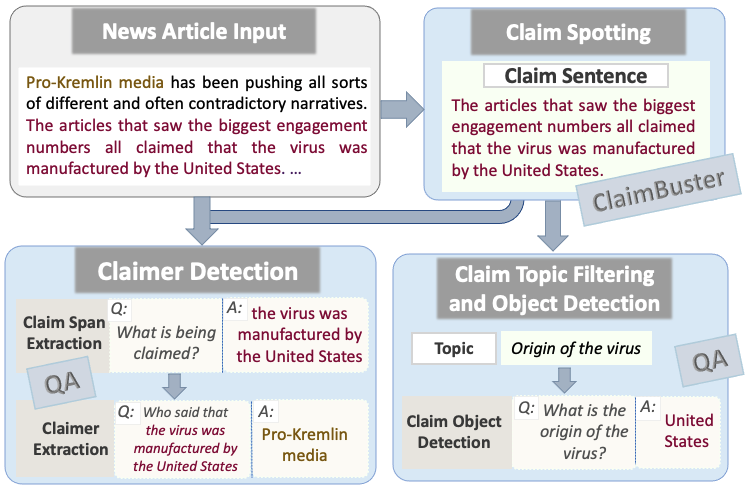 News Article Input
Pro-Kremlin media has been pushing all sorts
of different and often contradictory narratives.
The articles that saw the biggest engagement
numbers all claimed that the virus was
manufactured by the United States. ...
Claim Spotting
Claim Sentence
The articles that saw the biggest
engagement numbers all claimed
that the virus was manufactured
by the United States.
ClaimBuster
Claimer Detection
Claim Span
Extraction
Q:
What is being
claimed?
A:
the virus was
manufactured by
the United States
QA
Claimer
Extraction
Q:
Who said that
the virus was
manufactured by
the United States
A:
Pro-Kremlin
media
Claim Topic Filtering
and Object Detection
Topic
Origin of the virus
QA
Claim Object
Detection
Q:
What is the
origin of the
virus?
A:
United
States